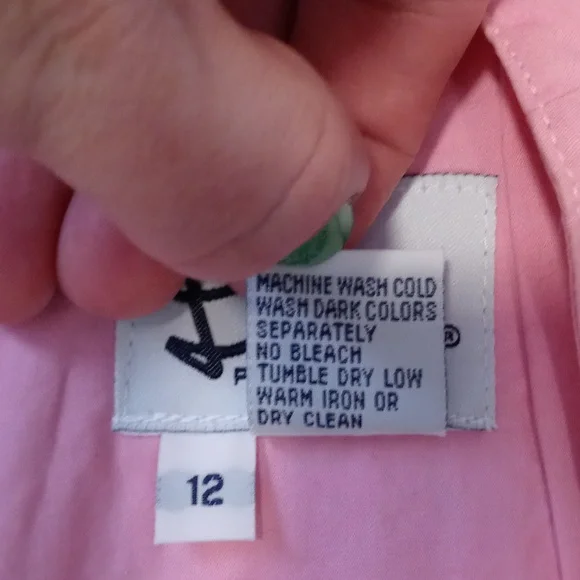 MACHINE WASH COLD
WASH DARK COLORS
SEPARATELY
NO BLEACH
TUMBLE DRY LOW
WARM IRON OR
DRY CLEAN
®
12